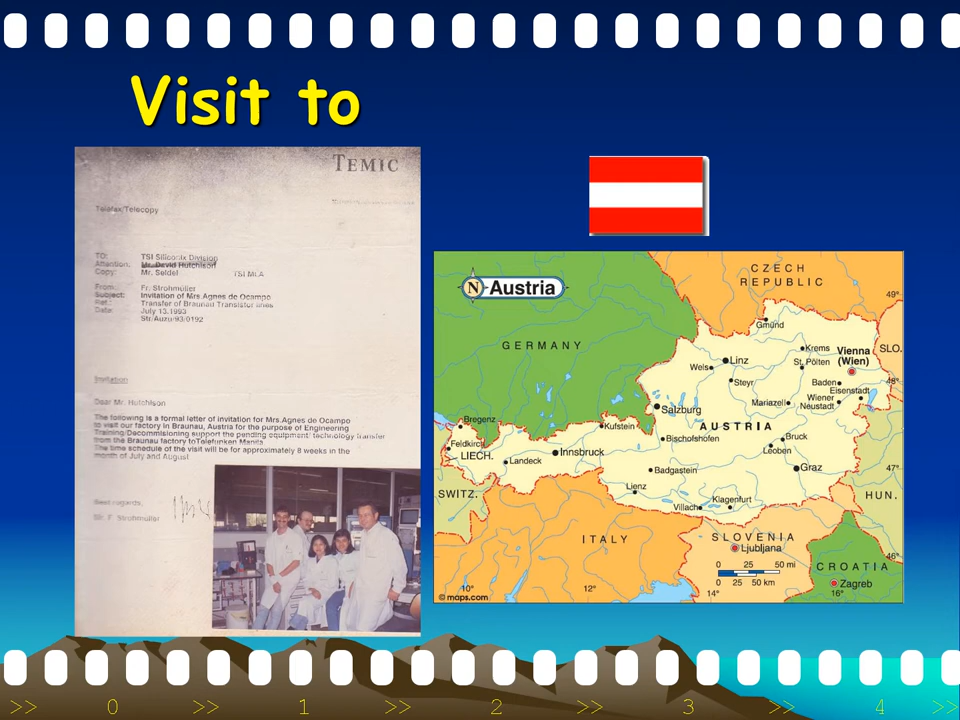 Visit to
TEMIC
Telefax/Telecopy
TO: TSI Siliconix Division
Attention: Mr. David Hutchison
Copy: Mr. Seidel TSI MLA
From: Fr. Strohmüller
Subject: Invitation of Mrs Agnes de Ocampo
Ref.: Transfer of Braunau Translator lines
Date: July 13.1993
Str/Auzu/93/0192
Invitation
Dear Mr. Hutchison
The following is a formal letter of invitation for Mrs.Agnes de Ocampo
to visit our factory in Braunau, Austria for the purpose of Engineering
Training/Decommisioning support the pending equipment/ technology transfer
from the Braunau factory toTelefunken Manila
The time schedule of the visit will be for approximately 8 weeks in the
month of July and August
Best regards,
Mr. F Strohmüller
N Austria
CZECH
REPUBLIC
49°
GERMANY
Gmünd
Krems
Vienna
(Wien)
SLO.
Linz
St. Pölten
Wels
Steyr
Baden
48°
Eisenstadt
Mariazell
Wiener
Neustadt
Salzburg
Bregenz
Kufstein
AUSTRIA
Feldkirch
Bischofshofen
Bruck
LIECH.
Innsbruck
Leoben
Landeck
Badgastein
Graz
47°
SWITZ.
Lienz
Klagenfurt
HUN.
Villach
ITALY
SLOVENIA
Ljubljana
46°
CROATIA
0 25 50 mi
0 25 50 km
Zagreb
10° 12° 14° 16°
© maps.com
>> 0 >> 1 >> 2 >> 3 >> 4 >>